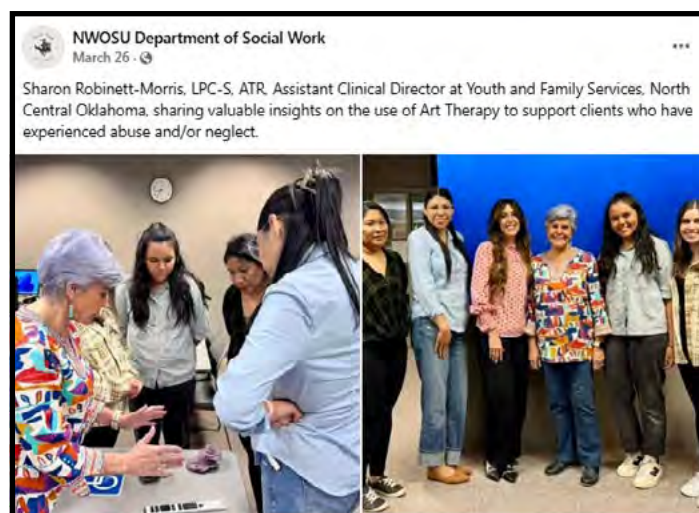 NWOSU Department of Social Work
March 26 ·
Sharon Robinett-Morris, LPC-S, ATR, Assistant Clinical Director at Youth and Family Services, North
Central Oklahoma, sharing valuable insights on the use of Art Therapy to support clients who have
experienced abuse and/or neglect.